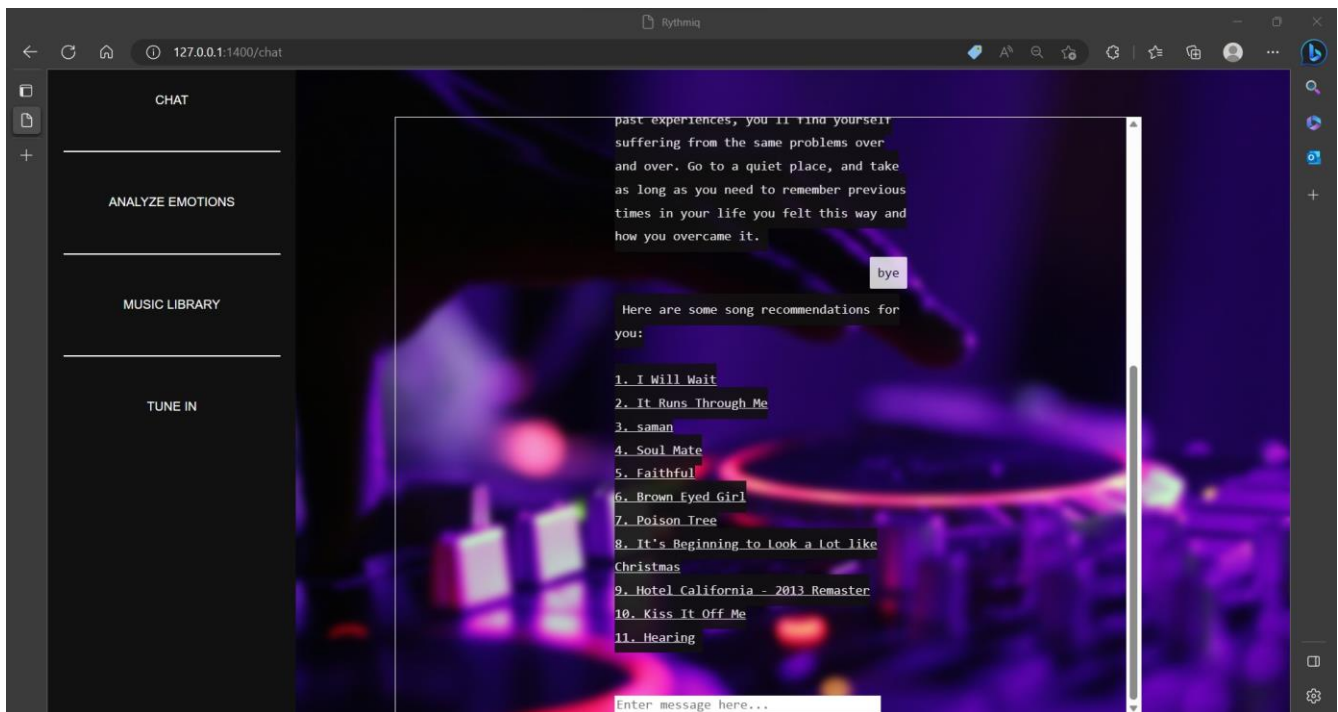 Rythmiq
127.0.0.1:1400/chat
CHAT
ANALYZE EMOTIONS
MUSIC LIBRARY
TUNE IN
past experiences, you'll find yourself
suffering from the same problems over
and over. Go to a quiet place, and take
as long as you need to remember previous
times in your life you felt this way and
how you overcame it.
bye
Here are some song recommendations for
you:
1. I Will Wait
2. It Runs Through Me
3. saman
4. Soul Mate
5. Faithful
6. Brown Eyed Girl
7. Poison Tree
8. It's Beginning to Look a Lot like
Christmas
9. Hotel California - 2013 Remaster
10. Kiss It Off Me
11. Hearing
Enter message here...